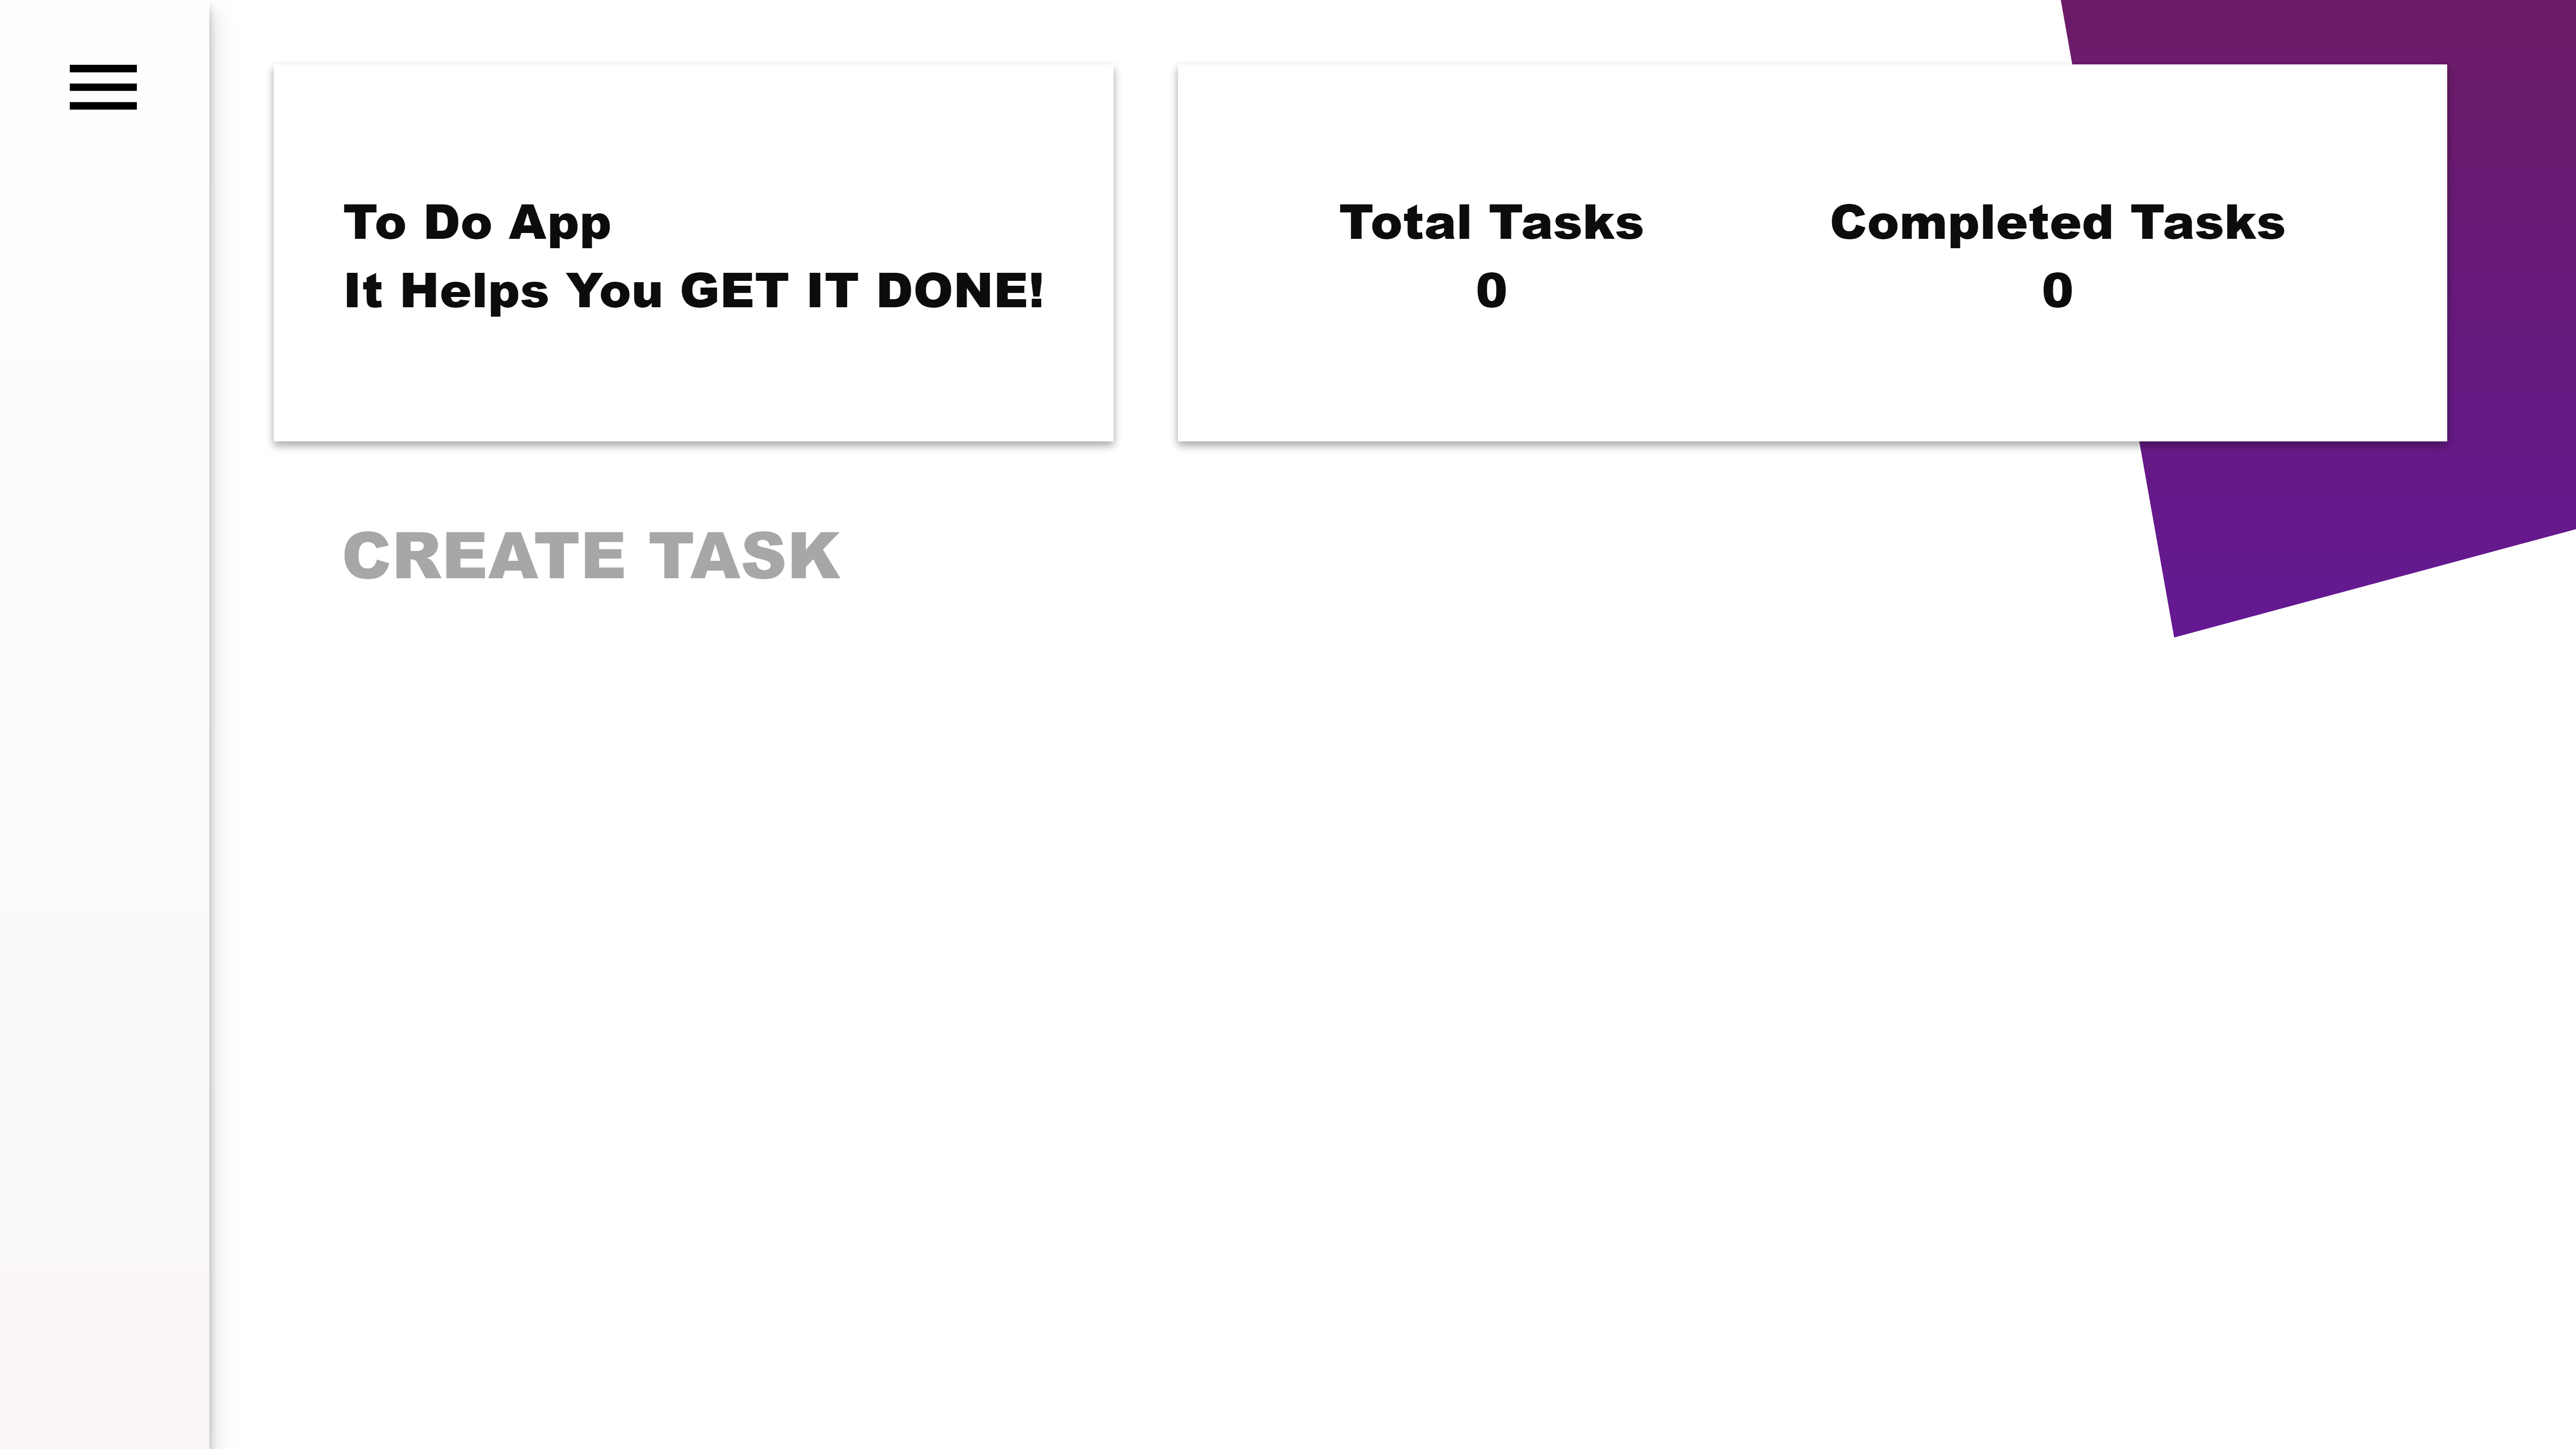 To Do App
It Helps You GET IT DONE!
Total Tasks
0
Completed Tasks
0
CREATE TASK